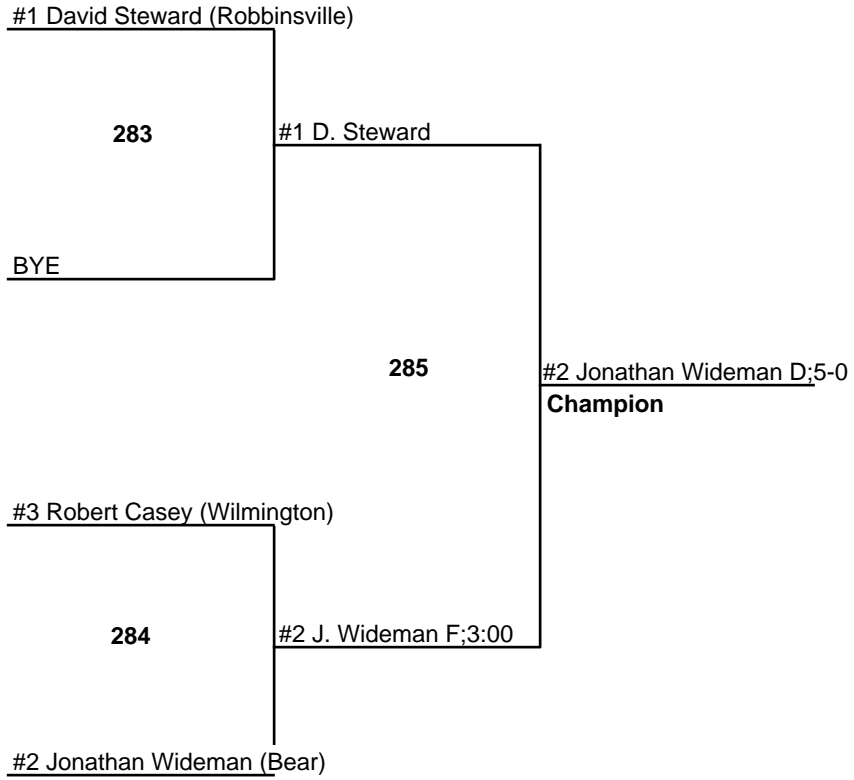 #1 David Steward (Robbinsville)
283
#1 D. Steward
BYE
285
#2 Jonathan Wideman D;5-0
Champion
#3 Robert Casey (Wilmington)
284
#2 J. Wideman F;3:00
#2 Jonathan Wideman (Bear)